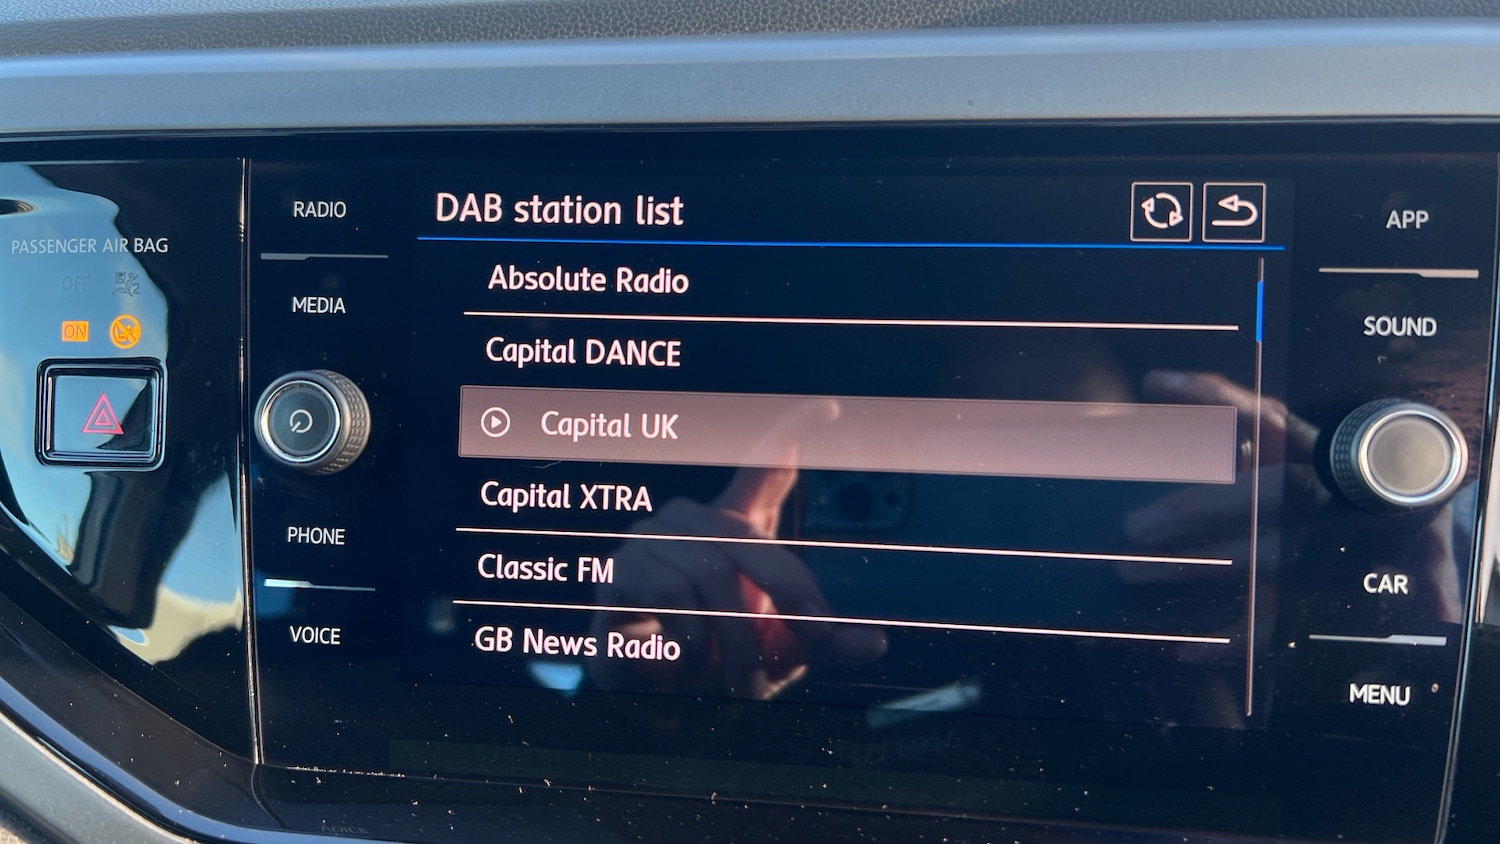 PASSENGER AIR BAG
OFF
ON
RADIO
MEDIA
PHONE
VOICE
DAB station list
Absolute Radio
Capital DANCE
Capital UK
Capital XTRA
Classic FM
GB News Radio
APP
SOUND
CAR
MENU